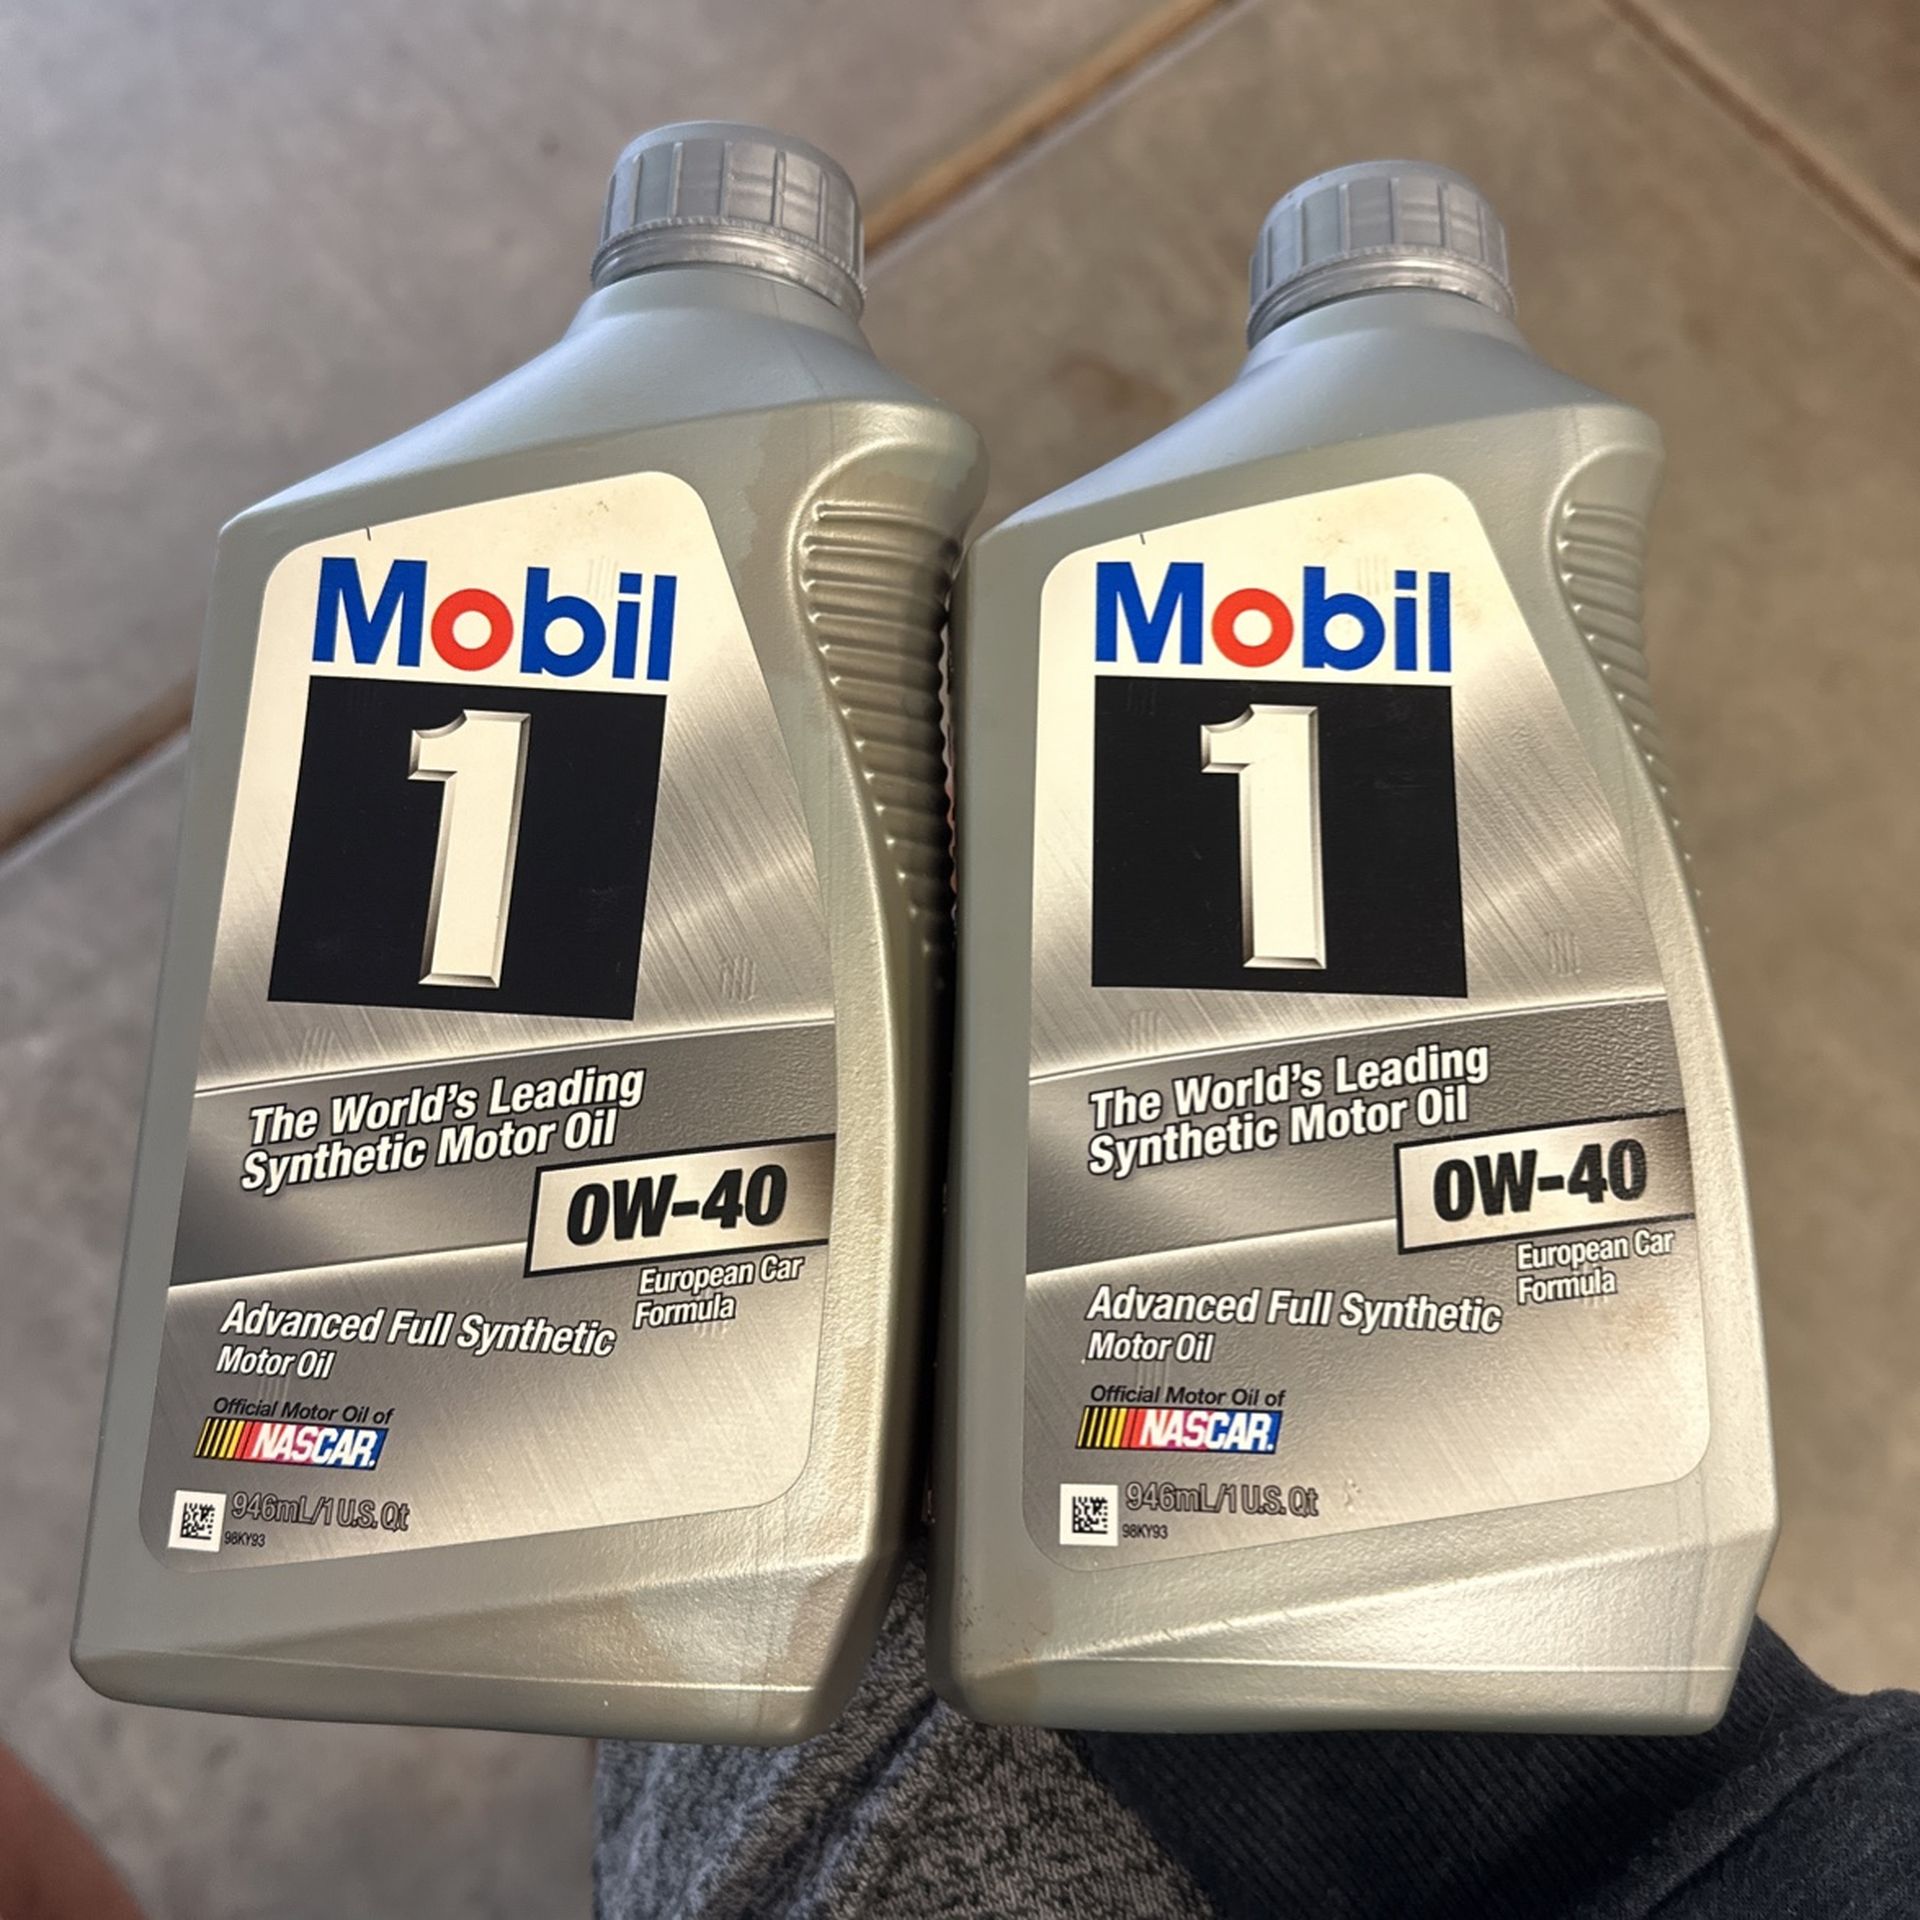 Mobil
1
The World's Leading
Synthetic Motor Oil
0W-40
European Car
Formula
Advanced Full Synthetic
Motor Oil
Official Motor Oil of
NASCAR
946mL/1 U.S. Qt
98KY93
Mobil
1
The World's Leading
Synthetic Motor Oil
0W-40
European Car
Formula
Advanced Full Synthetic
Motor Oil
Official Motor Oil of
NASCAR
946mL/1 U.S. Qt
98KY93